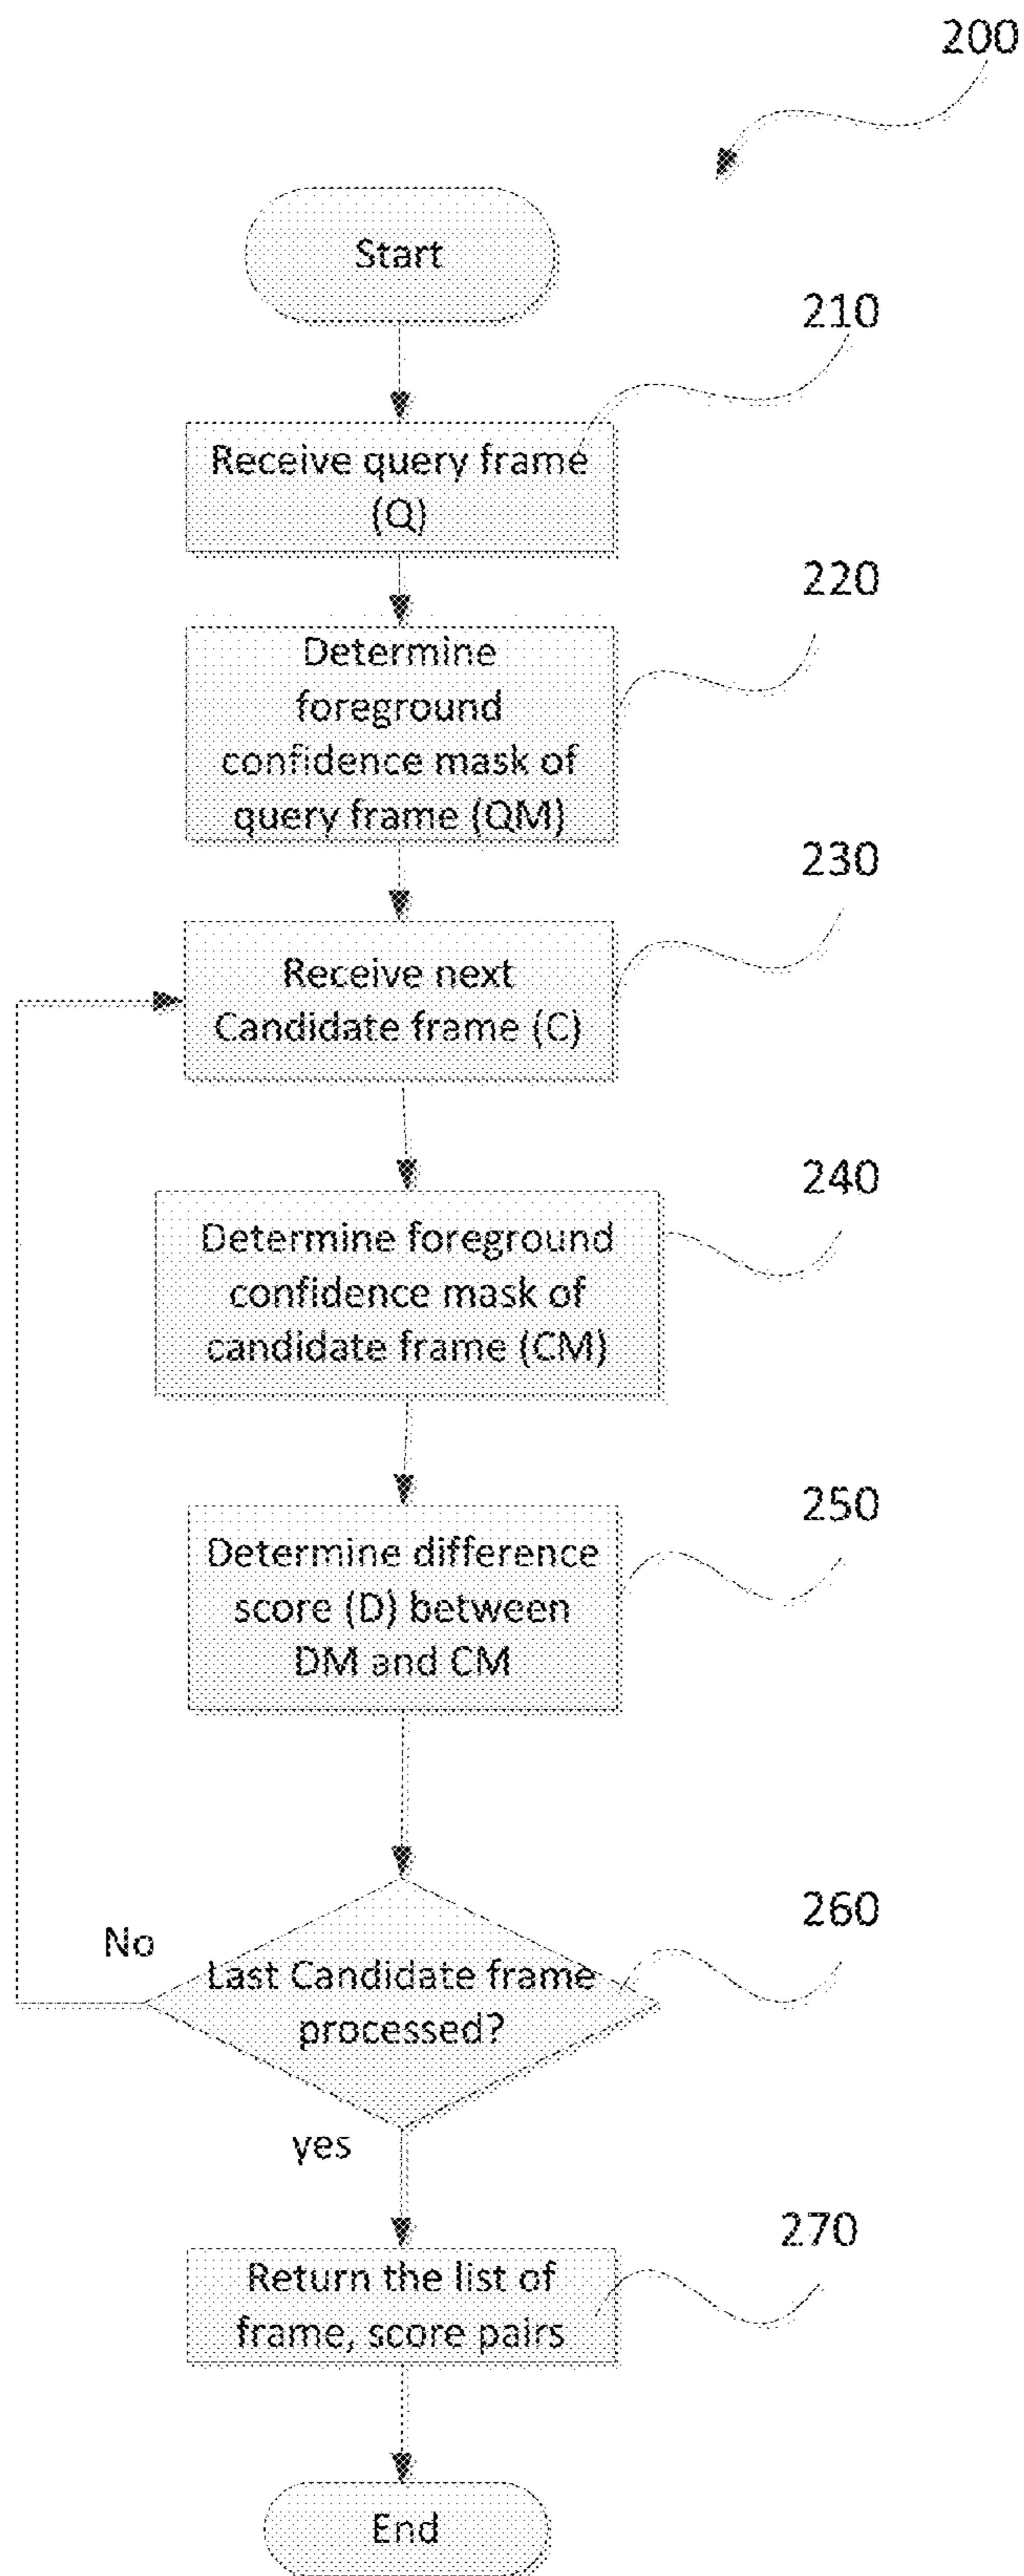 200
Start
210
Receive query frame
(Q)
220
Determine
foreground
confidence mask of
query frame (QM)
230
Receive next
Candidate frame (C)
240
Determine foreground
confidence mask of
candidate frame (CM)
250
Determine difference
score (D) between
DM and CM
260
No
Last Candidate frame
processed?
yes
270
Return the list of
frame, score pairs
End